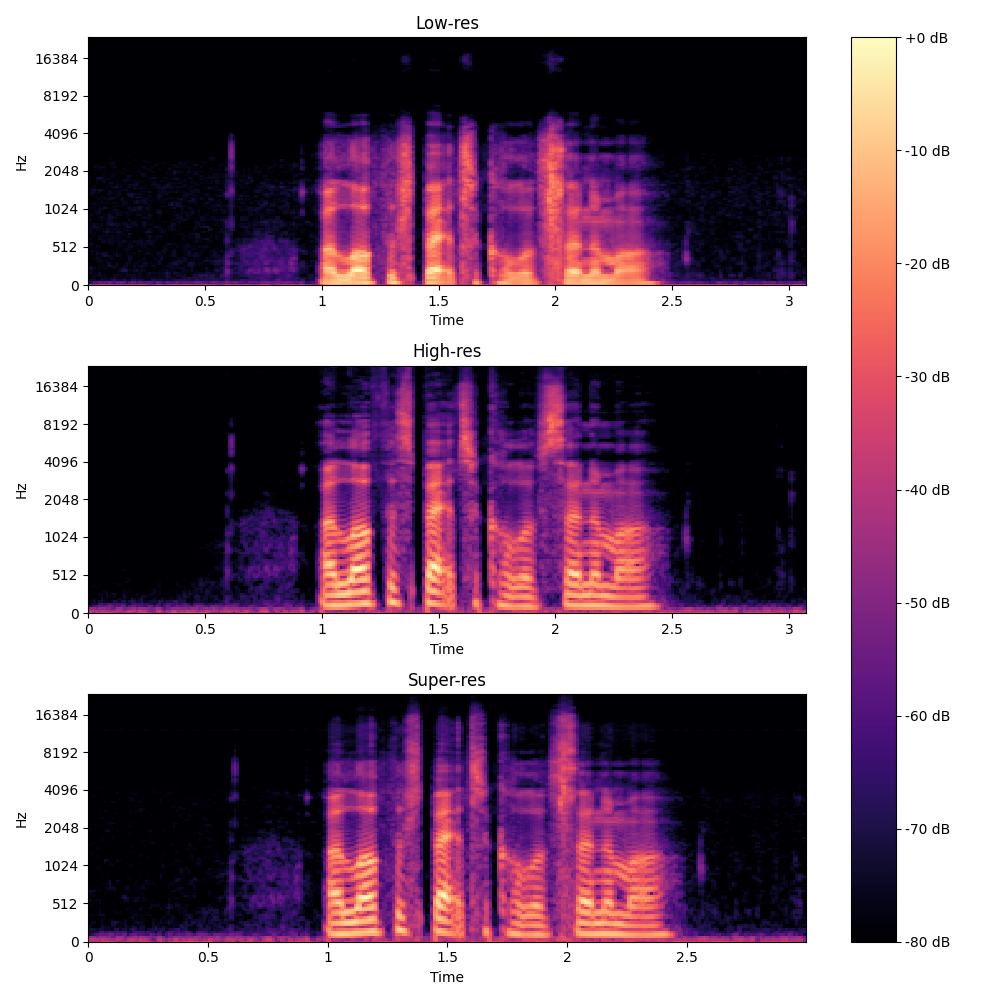 Low-res
16384
8192
4096
2048
1024
512
0
Hz
0 0.5 1 1.5 2 2.5 3
Time
High-res
16384
8192
4096
2048
1024
512
0
Hz
0 0.5 1 1.5 2 2.5 3
Time
Super-res
16384
8192
4096
2048
1024
512
0
Hz
0 0.5 1 1.5 2 2.5
Time
+0 dB
-10 dB
-20 dB
-30 dB
-40 dB
-50 dB
-60 dB
-70 dB
-80 dB